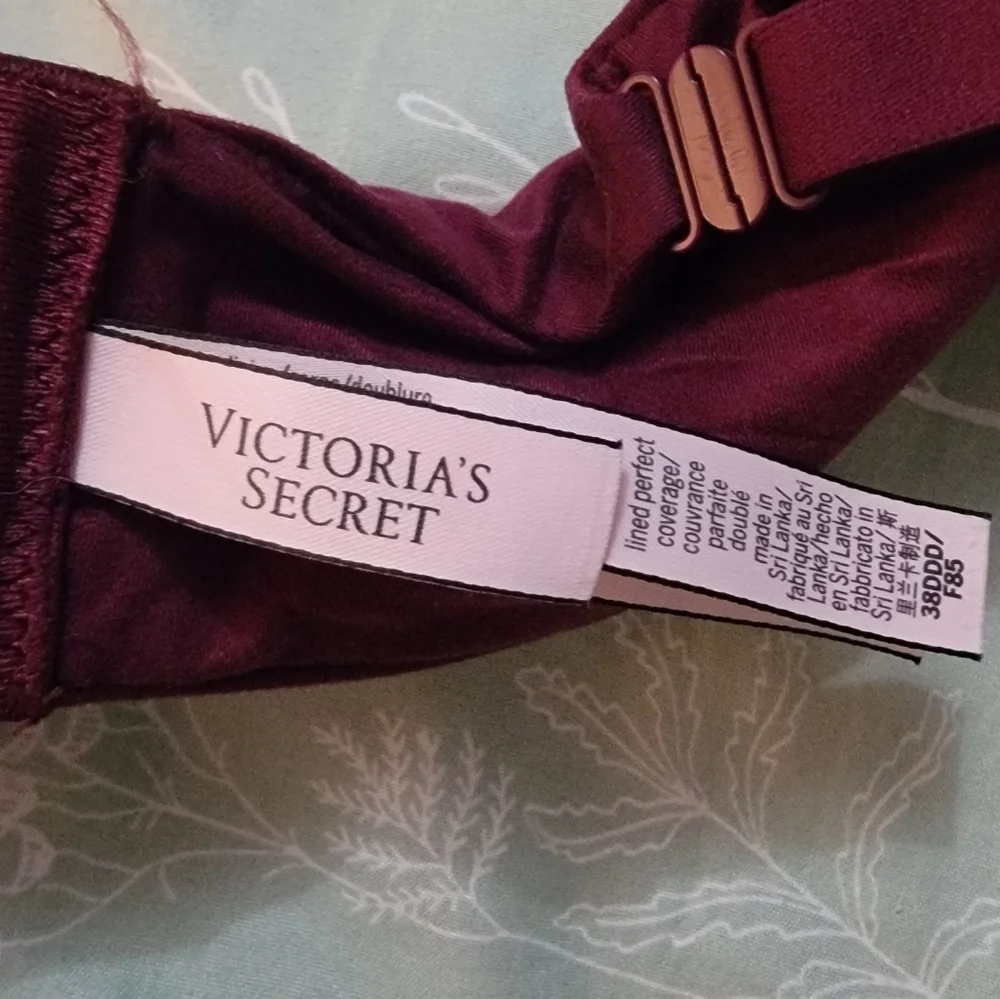 VICTORIA'S
SECRET
/doublure
lined perfect
coverage/
couvrance
parfaite
doublé
made in
Sri Lanka/
fabriqué au Sri
Lanka/hecho
en Sri Lanka/
fabbricato in
Sri Lanka/斯
里兰卡制造
38DDD/
F85